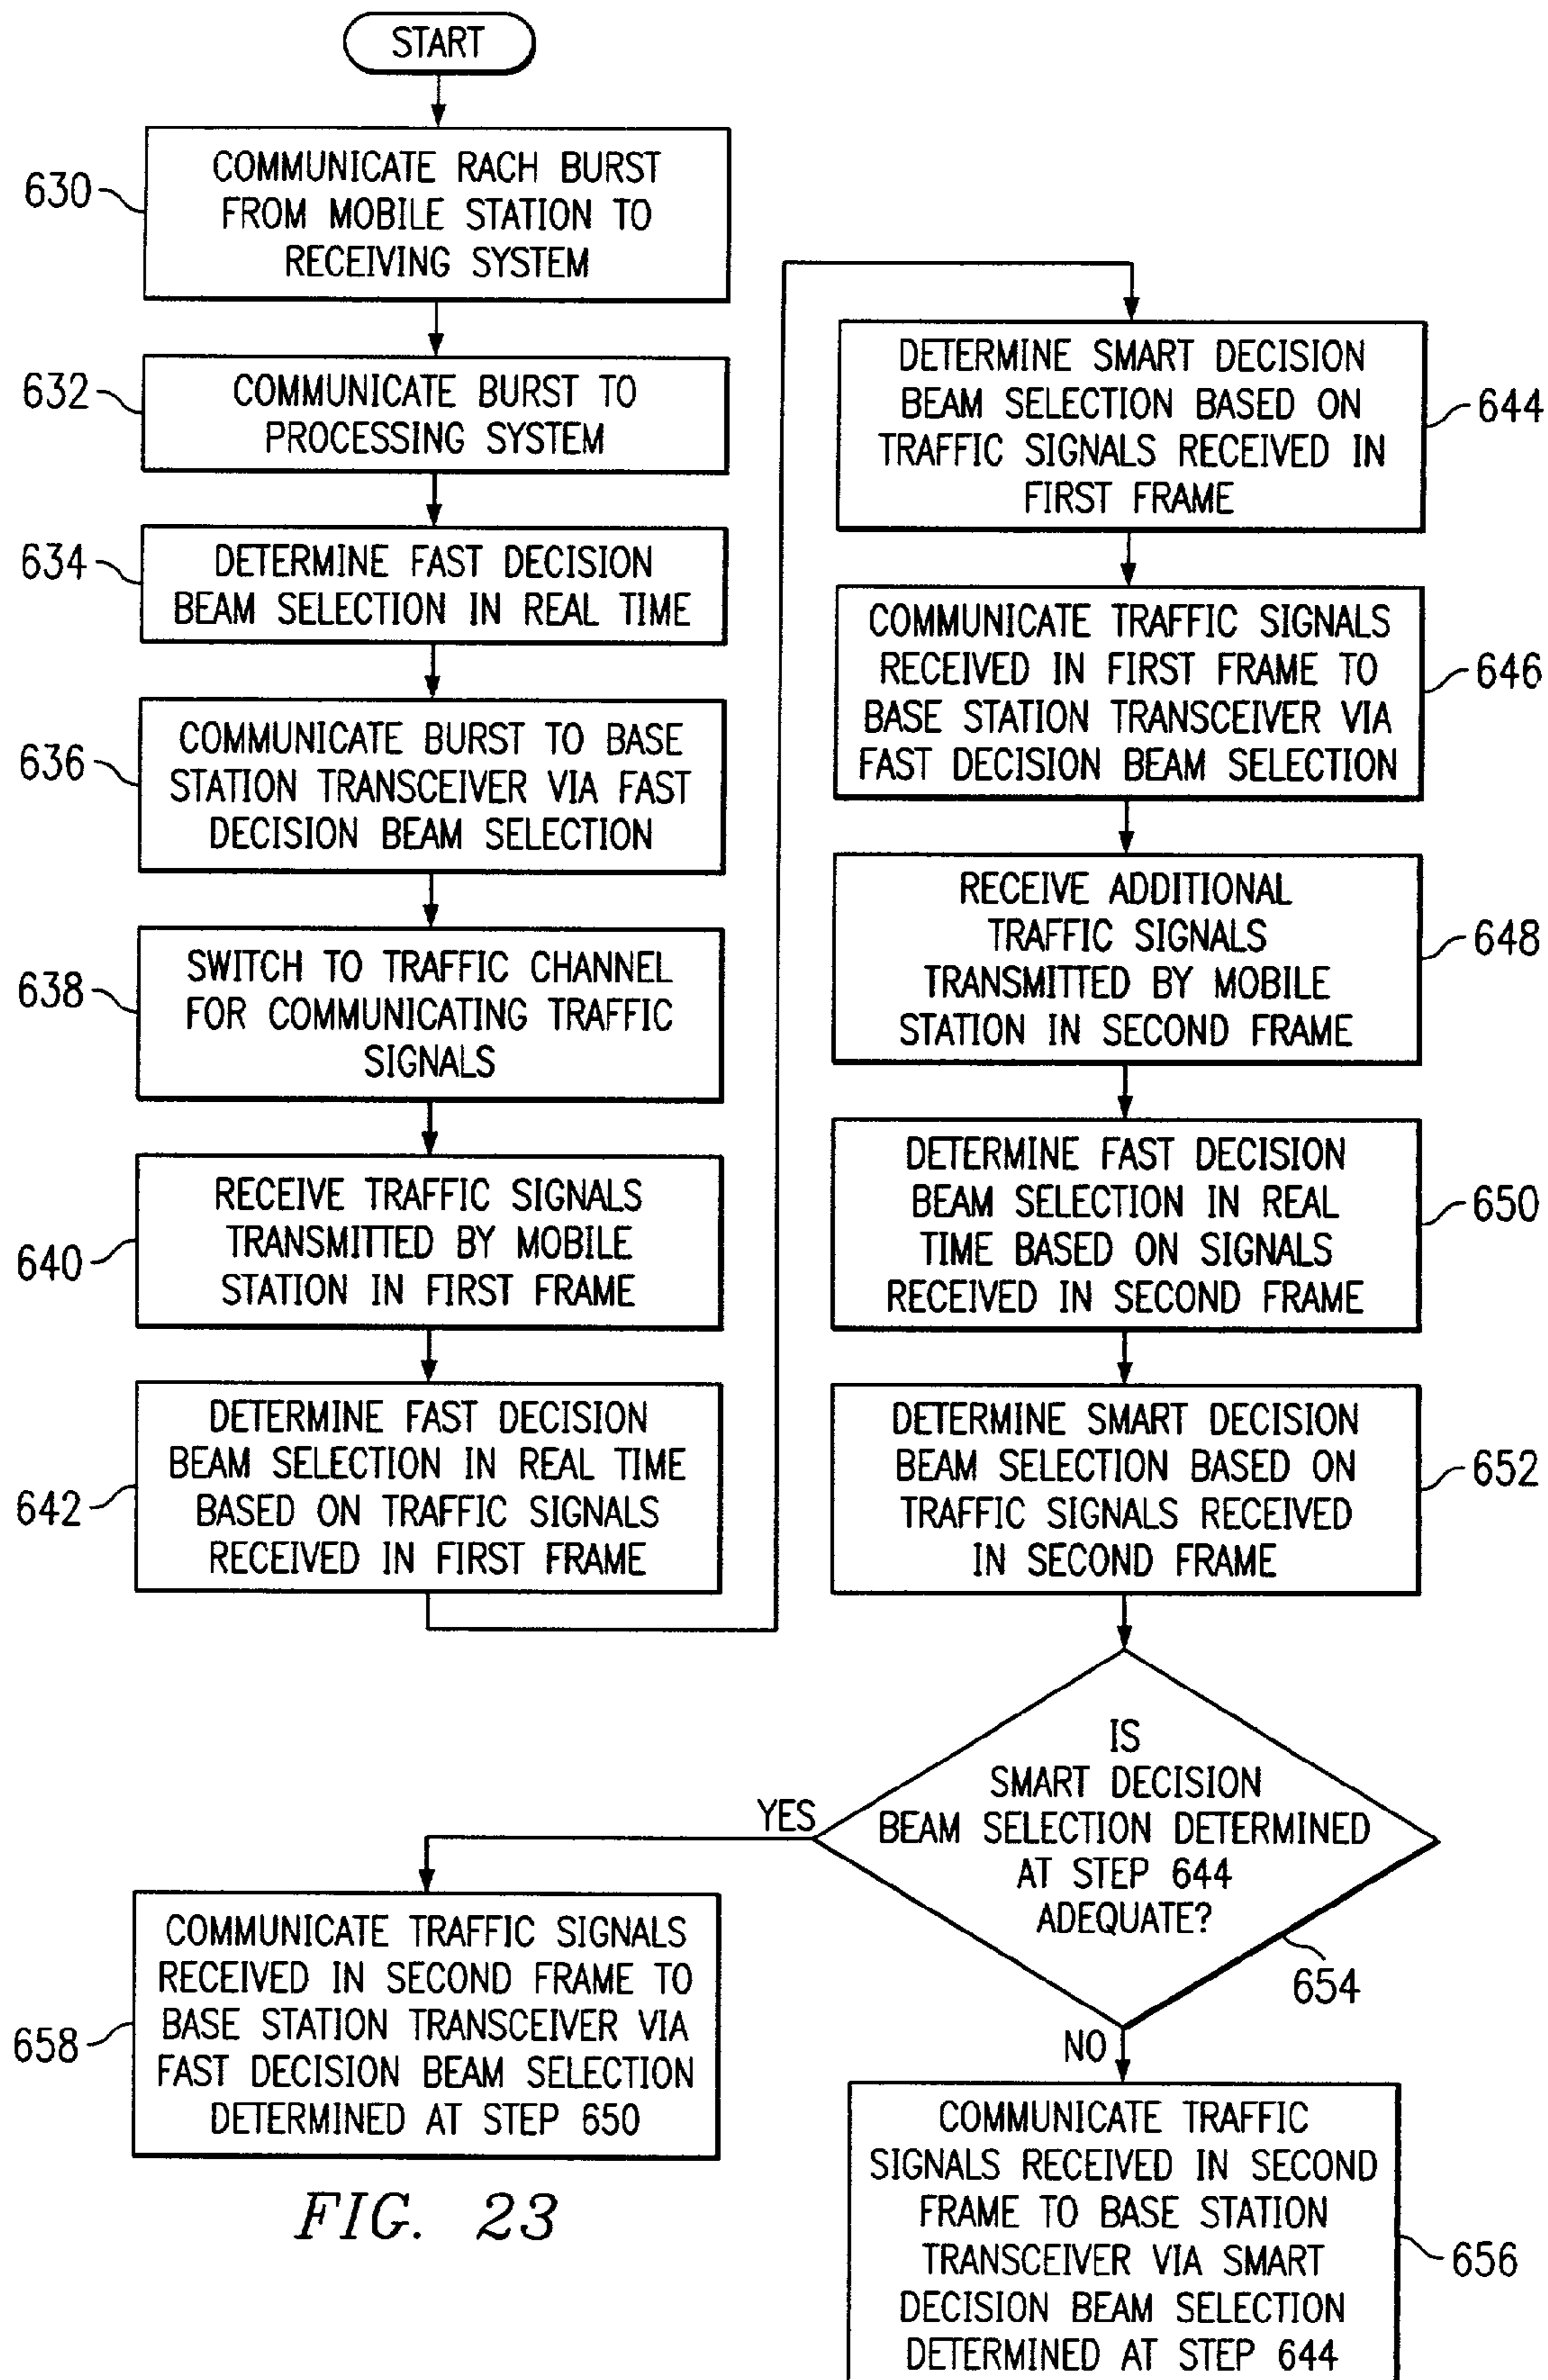 START
630
COMMUNICATE RACH BURST
FROM MOBILE STATION TO
RECEIVING SYSTEM
632
COMMUNICATE BURST TO
PROCESSING SYSTEM
634
DETERMINE FAST DECISION
BEAM SELECTION IN REAL TIME
636
COMMUNICATE BURST TO BASE
STATION TRANSCEIVER VIA FAST
DECISION BEAM SELECTION
638
SWITCH TO TRAFFIC CHANNEL
FOR COMMUNICATING TRAFFIC
SIGNALS
640
RECEIVE TRAFFIC SIGNALS
TRANSMITTED BY MOBILE
STATION IN FIRST FRAME
642
DETERMINE FAST DECISION
BEAM SELECTION IN REAL TIME
BASED ON TRAFFIC SIGNALS
RECEIVED IN FIRST FRAME
DETERMINE SMART DECISION
BEAM SELECTION BASED ON
TRAFFIC SIGNALS RECEIVED IN
FIRST FRAME
644
COMMUNICATE TRAFFIC SIGNALS
RECEIVED IN FIRST FRAME TO
BASE STATION TRANSCEIVER VIA
FAST DECISION BEAM SELECTION
646
RECEIVE ADDITIONAL
TRAFFIC SIGNALS
TRANSMITTED BY MOBILE
STATION IN SECOND FRAME
648
DETERMINE FAST DECISION
BEAM SELECTION IN REAL
TIME BASED ON SIGNALS
RECEIVED IN SECOND FRAME
650
DETERMINE SMART DECISION
BEAM SELECTION BASED ON
TRAFFIC SIGNALS RECEIVED
IN SECOND FRAME
652
IS
SMART DECISION
BEAM SELECTION DETERMINED
AT STEP 644
ADEQUATE?
654
YES
NO
658
COMMUNICATE TRAFFIC SIGNALS
RECEIVED IN SECOND FRAME TO
BASE STATION TRANSCEIVER VIA
FAST DECISION BEAM SELECTION
DETERMINED AT STEP 650
COMMUNICATE TRAFFIC
SIGNALS RECEIVED IN SECOND
FRAME TO BASE STATION
TRANSCEIVER VIA SMART
DECISION BEAM SELECTION
DETERMINED AT STEP 644
656
FIG. 23